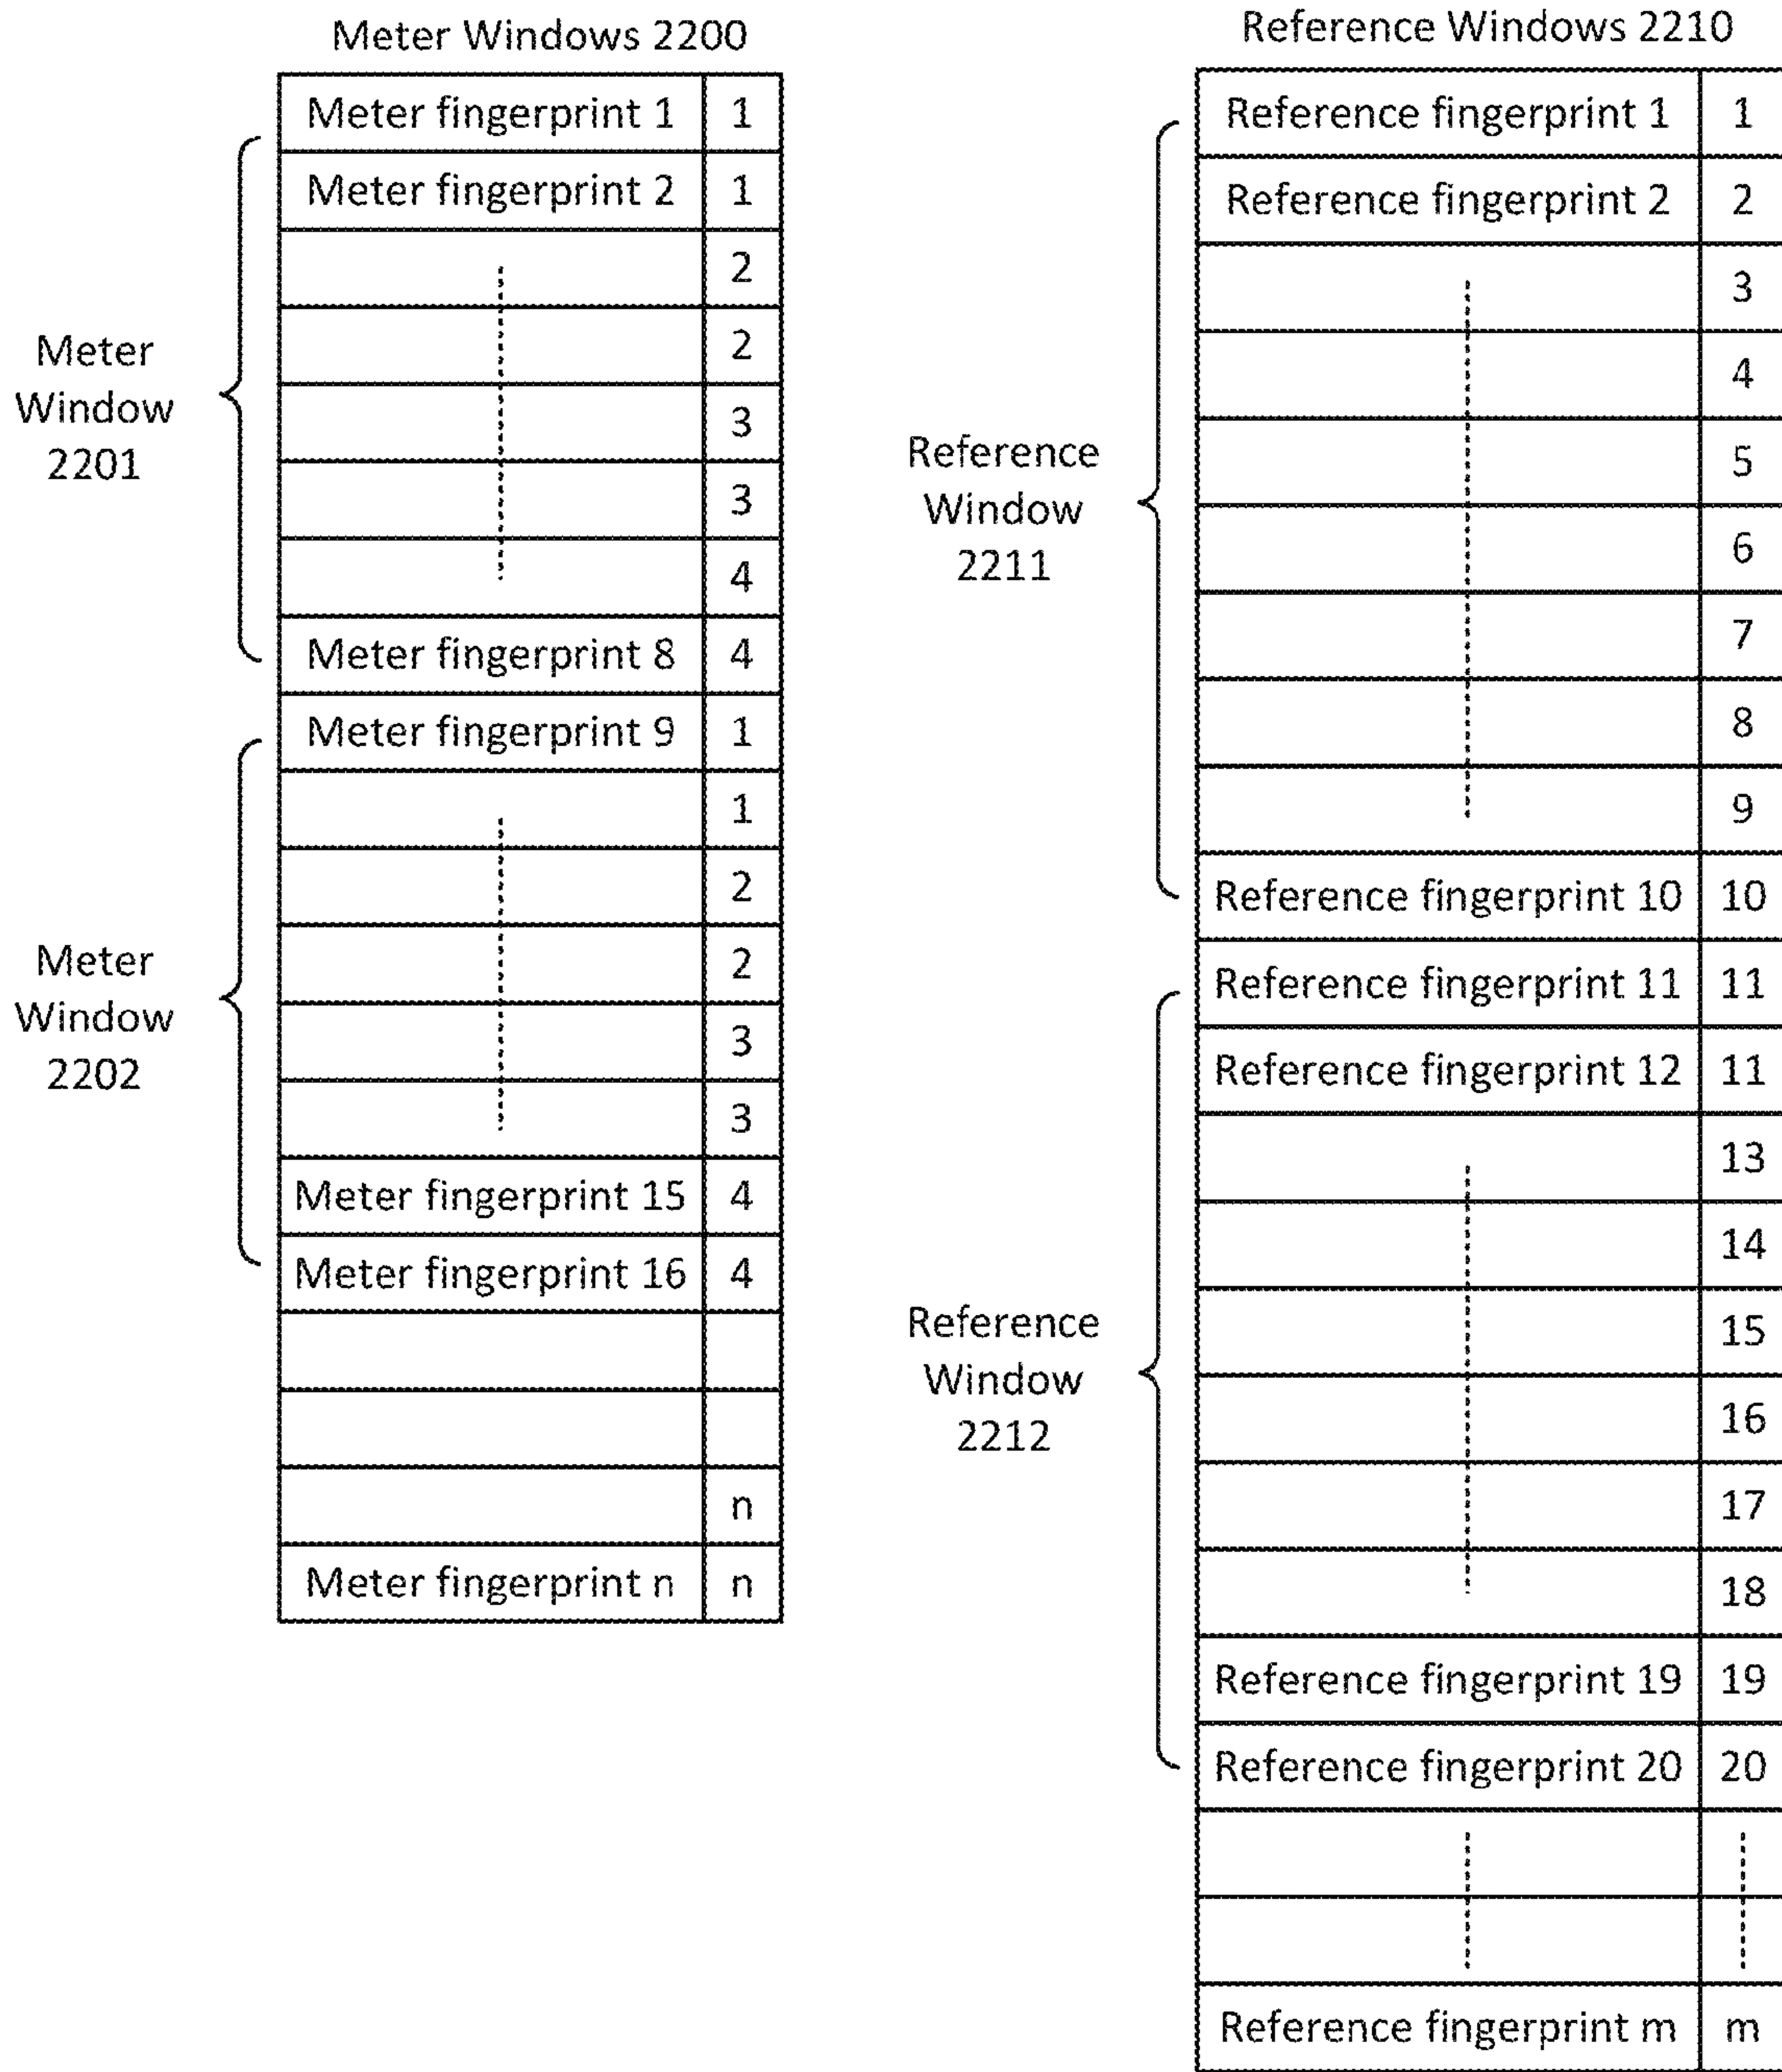 Meter Windows 2200
Meter fingerprint 1 1
Meter fingerprint 2 1
2
2
3
3
4
Meter fingerprint 8 4
Meter fingerprint 9 1
1
2
2
3
3
Meter fingerprint 15 4
Meter fingerprint 16 4
n
Meter fingerprint n n
Meter
Window
2201
Meter
Window
2202
Reference Windows 2210
Reference fingerprint 1 1
Reference fingerprint 2 2
3
4
5
6
7
8
9
Reference fingerprint 10 10
Reference fingerprint 11 11
Reference fingerprint 12 11
13
14
15
16
17
18
Reference fingerprint 19 19
Reference fingerprint 20 20
Reference fingerprint m m
Reference
Window
2211
Reference
Window
2212